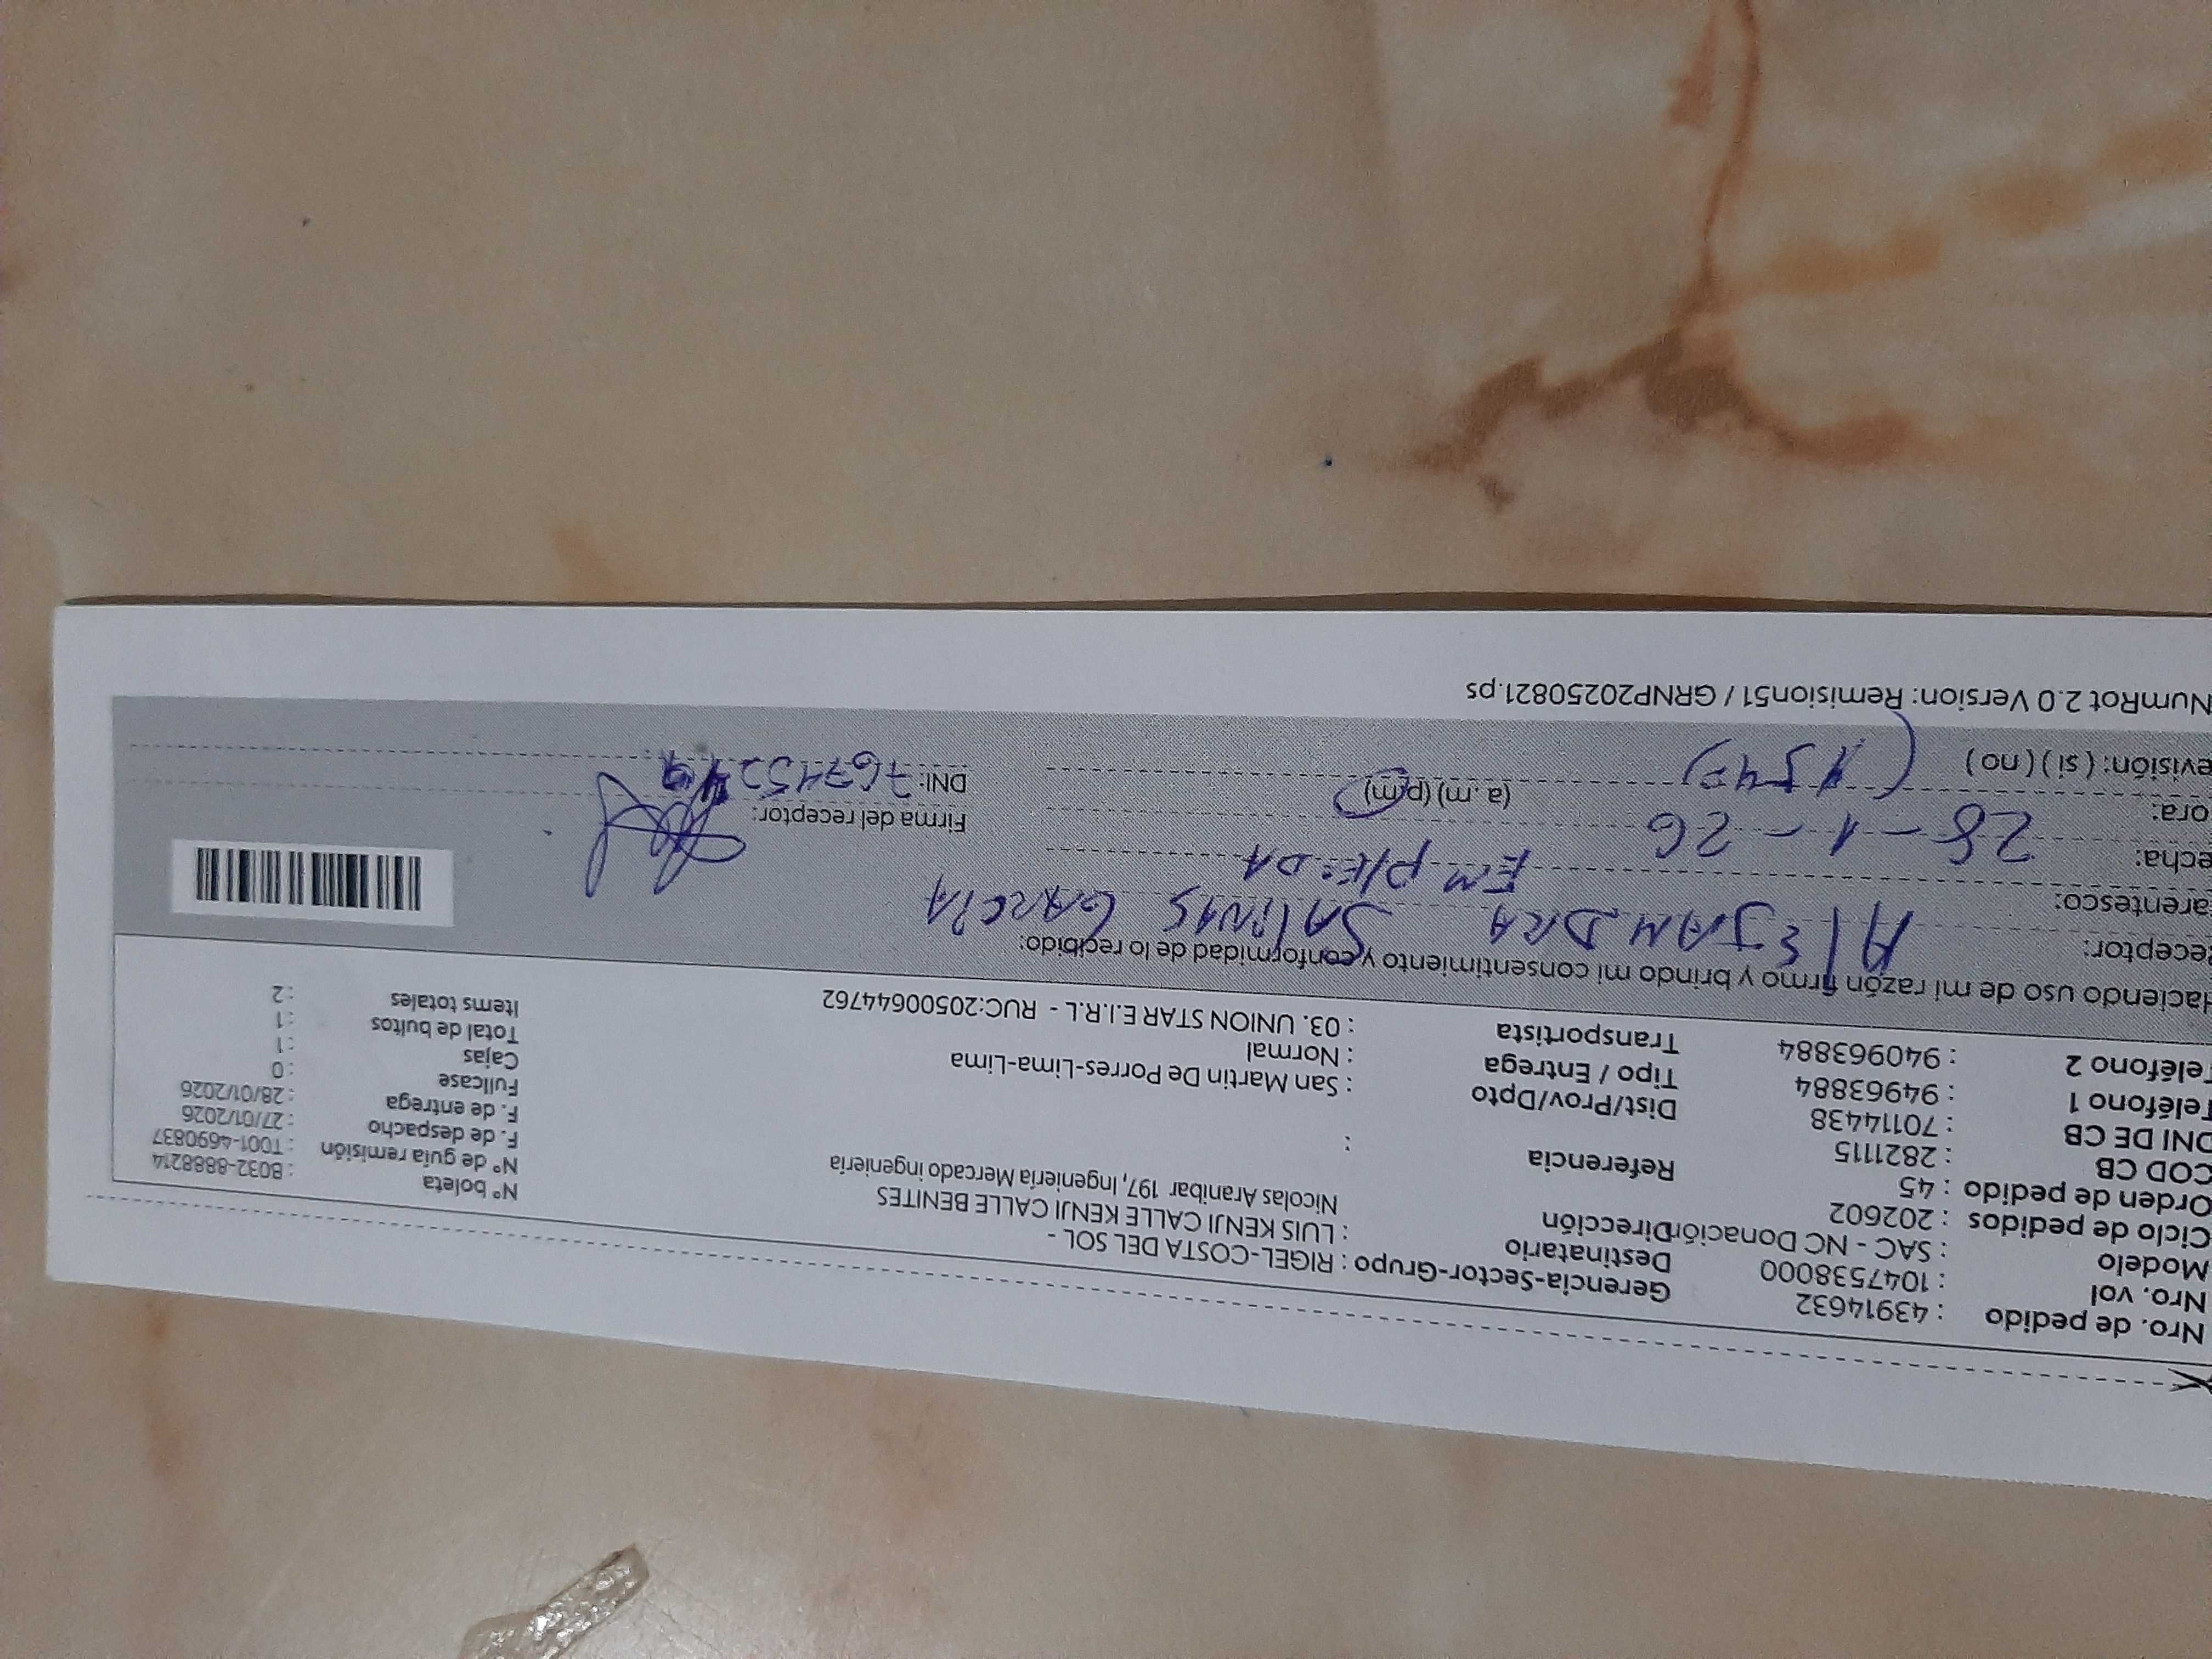 Nro. de pedido : 43914632 Gerencia-Sector-Grupo : RIGEL-COSTA DEL SOL - Nº boleta : B032-8888214
Nro. vol : 1047538000 Destinatario : LUIS KENJI CALLE KENJI CALLE BENITES Nº de guía remisión : T001-4690837
Modelo : SAC - NC Donación Dirección Nicolas Aranibar 197, Ingeniería Mercado ingenieria F. de despacho : 27/01/2026
Ciclo de pedidos : 202602 F. de entrega : 28/01/2026
Orden de pedido : 45 Referencia : Fullcase : 0
COD CB : 2821115 Cajas : 1
DNI DE CB : 70114438 Dist/Prov/Dpto : San Martin De Porres-Lima-Lima Total de bultos : 1
Teléfono 1 : 94963884 Tipo / Entrega : Normal Items totales : 2
Teléfono 2 : 940963884 Transportista : 03. UNION STAR E.I.R.L - RUC:20500644762
Haciendo uso de mi razón firmo y brindo mi consentimiento y conformidad de lo recibido:
Receptor: AlEJANDRA SAlINAS GARCIA
arentesco: EMplEADA
echa: 28-1-26 Firma del receptor:
ora: (a.m) (p.m) DNI:
evisión: ( si ) ( no )
NumRot 2.0 Version: Remision51 / GRNP20250821.ps